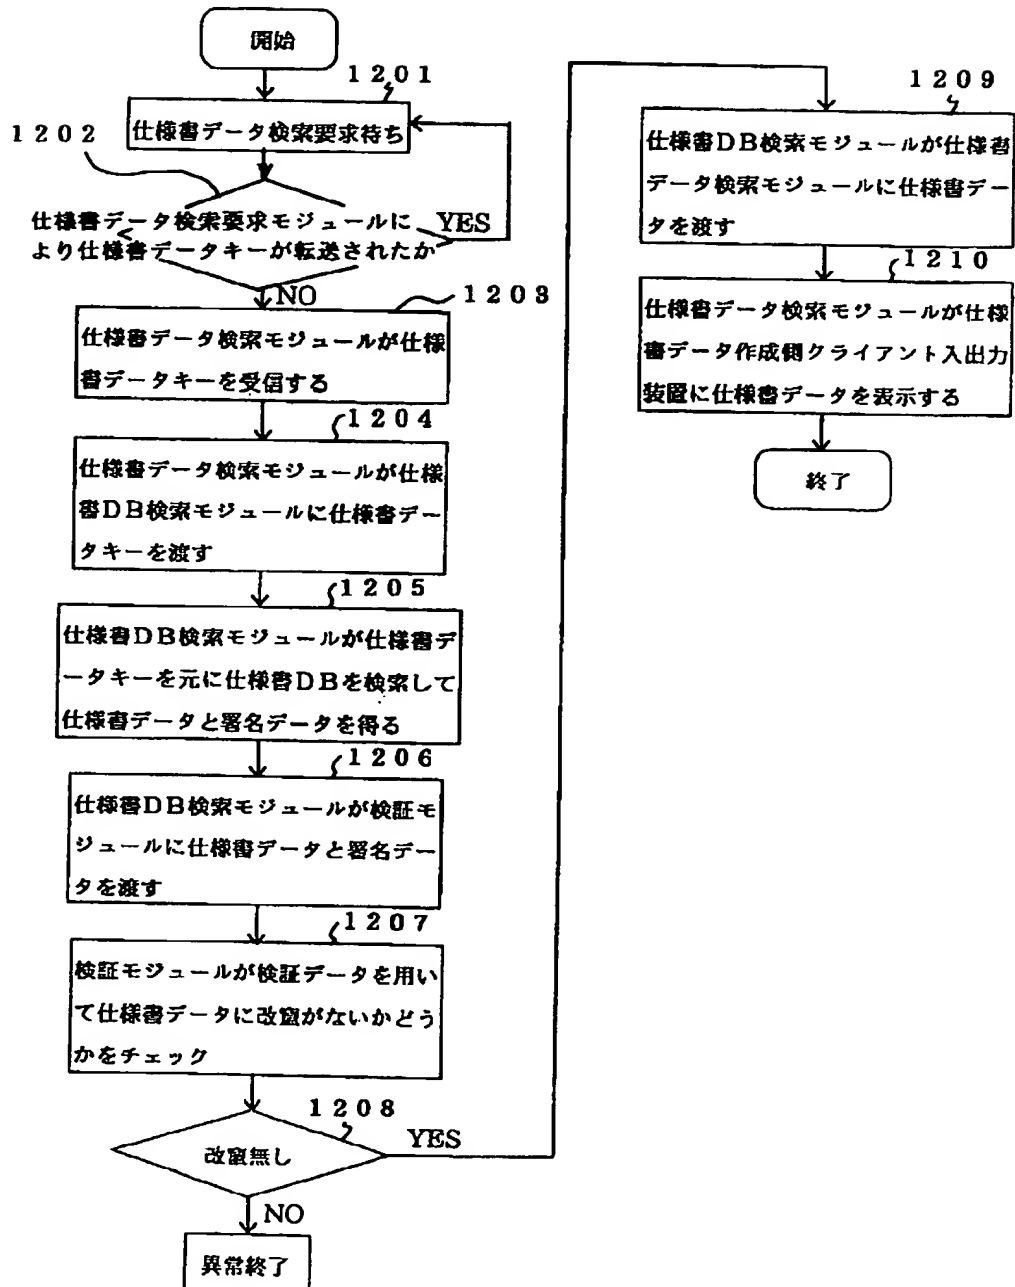 開始
1201
仕様書データ検索要求待ち
1202
仕様書データ検索要求モジュールに
より仕様書データキーが転送されたか
YES
NO
1203
仕様書データ検索モジュールが仕様
書データキーを受信する
1204
仕様書データ検索モジュールが仕様
書DB検索モジュールに仕様書デー
タキーを渡す
1205
仕様書DB検索モジュールが仕様書デ
ータキーを元に仕様書DBを検索して
仕様書データと署名データを得る
1206
仕様書DB検索モジュールが検証モ
ジュールに仕様書データと署名デー
タを渡す
1207
検証モジュールが検証データを用い
て仕様書データに改竄がないかどう
かをチェック
1208
改竄無し
YES
NO
異常終了
1209
仕様書DB検索モジュールが仕様書
データ検索モジュールに仕様書デー
タを渡す
1210
仕様書データ検索モジュールが仕様
書データ作成側クライアント入出力
装置に仕様書データを表示する
終了